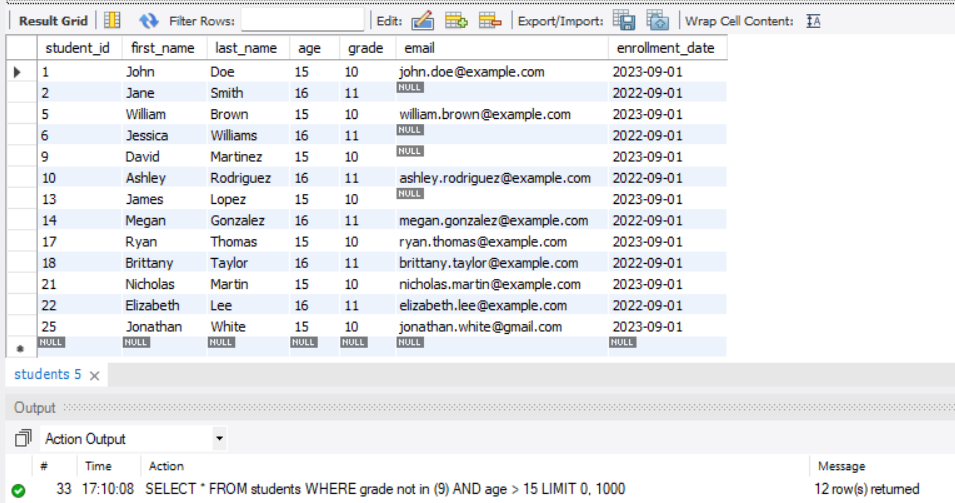 Result Grid Filter Rows: Edit: Export/Import: Wrap Cell Content: IA
student_id first_name last_name age grade email enrollment_date
1 John Doe 15 10 john.doe@example.com 2023-09-01
2 Jane Smith 16 11 NULL 2022-09-01
5 William Brown 15 10 william.brown@example.com 2023-09-01
6 Jessica Williams 16 11 NULL 2022-09-01
9 David Martinez 15 10 NULL 2023-09-01
10 Ashley Rodriguez 16 11 ashley.rodriguez@example.com 2022-09-01
13 James Lopez 15 10 NULL 2023-09-01
14 Megan Gonzalez 16 11 megan.gonzalez@example.com 2022-09-01
17 Ryan Thomas 15 10 ryan.thomas@example.com 2023-09-01
18 Brittany Taylor 16 11 brittany.taylor@example.com 2022-09-01
21 Nicholas Martin 15 10 nicholas.martin@example.com 2023-09-01
22 Elizabeth Lee 16 11 elizabeth.lee@example.com 2022-09-01
25 Jonathan White 15 10 jonathan.white@gmail.com 2023-09-01
NULL NULL NULL NULL NULL NULL NULL
students 5
Output
Action Output
# Time Action Message
33 17:10:08 SELECT * FROM students WHERE grade not in (9) AND age > 15 LIMIT 0, 1000 12 row(s) returned